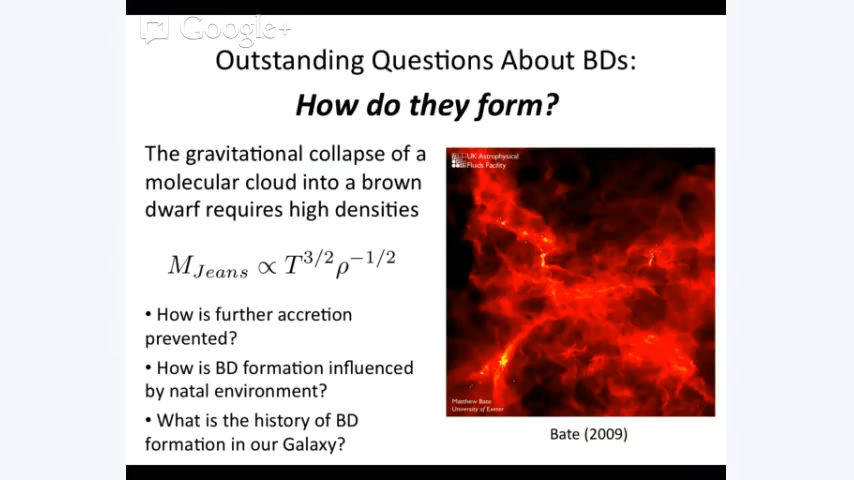 Google+
Outstanding Questions About BDs:
How do they form?
The gravitational collapse of a
molecular cloud into a brown
dwarf requires high densities
M_{Jeans} ∝ T^{3/2} ρ^{-1/2}
• How is further accretion
prevented?
• How is BD formation influenced
by natal environment?
• What is the history of BD
formation in our Galaxy?
UK Astrophysical
Fluids Facility
Matthew Bate
University of Exeter
Bate (2009)